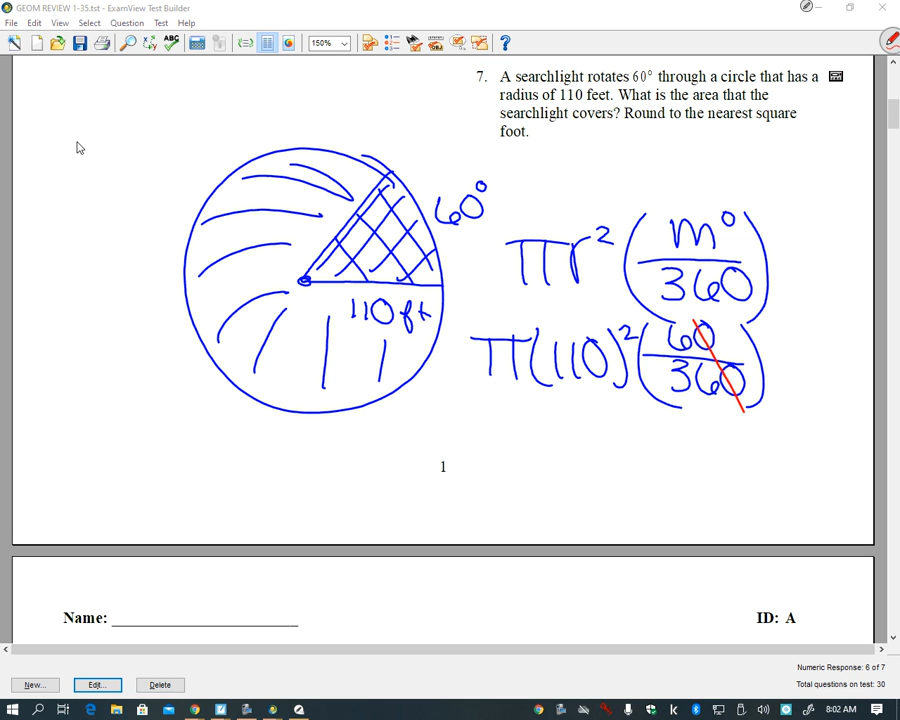 GEOM REVIEW 1-35.tst - ExamView Test Builder
File Edit View Select Question Test Help
150%
7. A searchlight rotates 60° through a circle that has a
radius of 110 feet. What is the area that the
searchlight covers? Round to the nearest square
foot.
60°
110 ft
πr² (m°/360)
π(110)² (60/360)
1
Name: ____________________
ID: A
New... Edit... Delete
Numeric Response: 6 of 7
Total questions on test: 30
8:02 AM